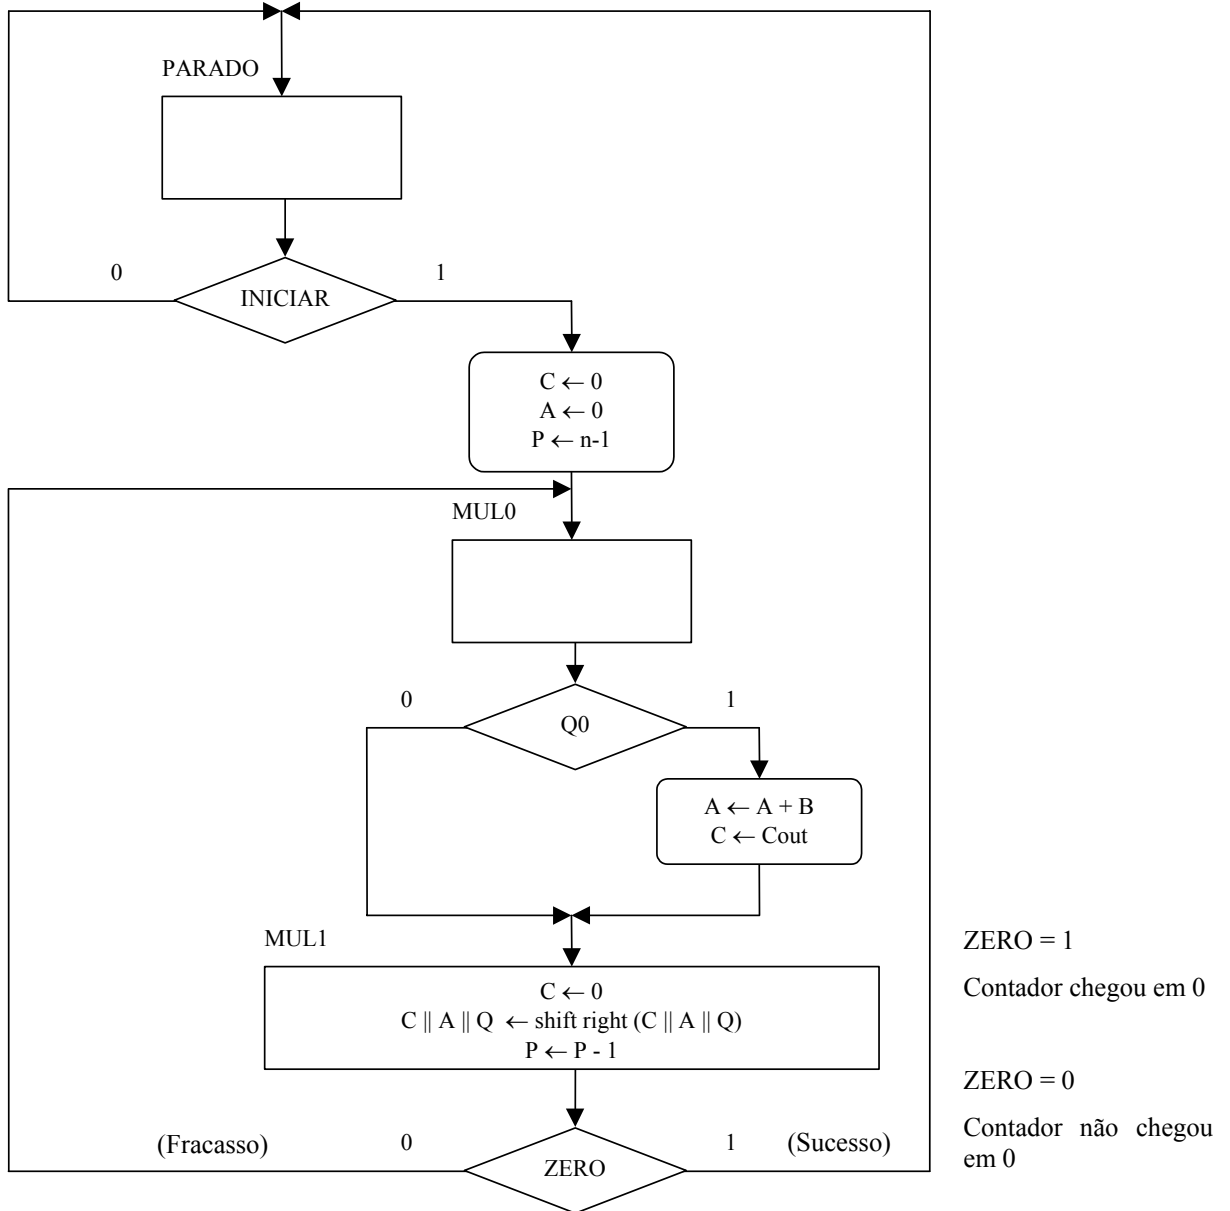 PARADO
0
1
INICIAR
C ← 0
A ← 0
P ← n-1
MUL0
0
1
Q0
A ← A + B
C ← Cout
MUL1
C ← 0
C || A || Q ← shift right (C || A || Q)
P ← P - 1
ZERO = 1
Contador chegou em 0
ZERO = 0
Contador não chegou
em 0
(Fracasso)
0
1
(Sucesso)
ZERO